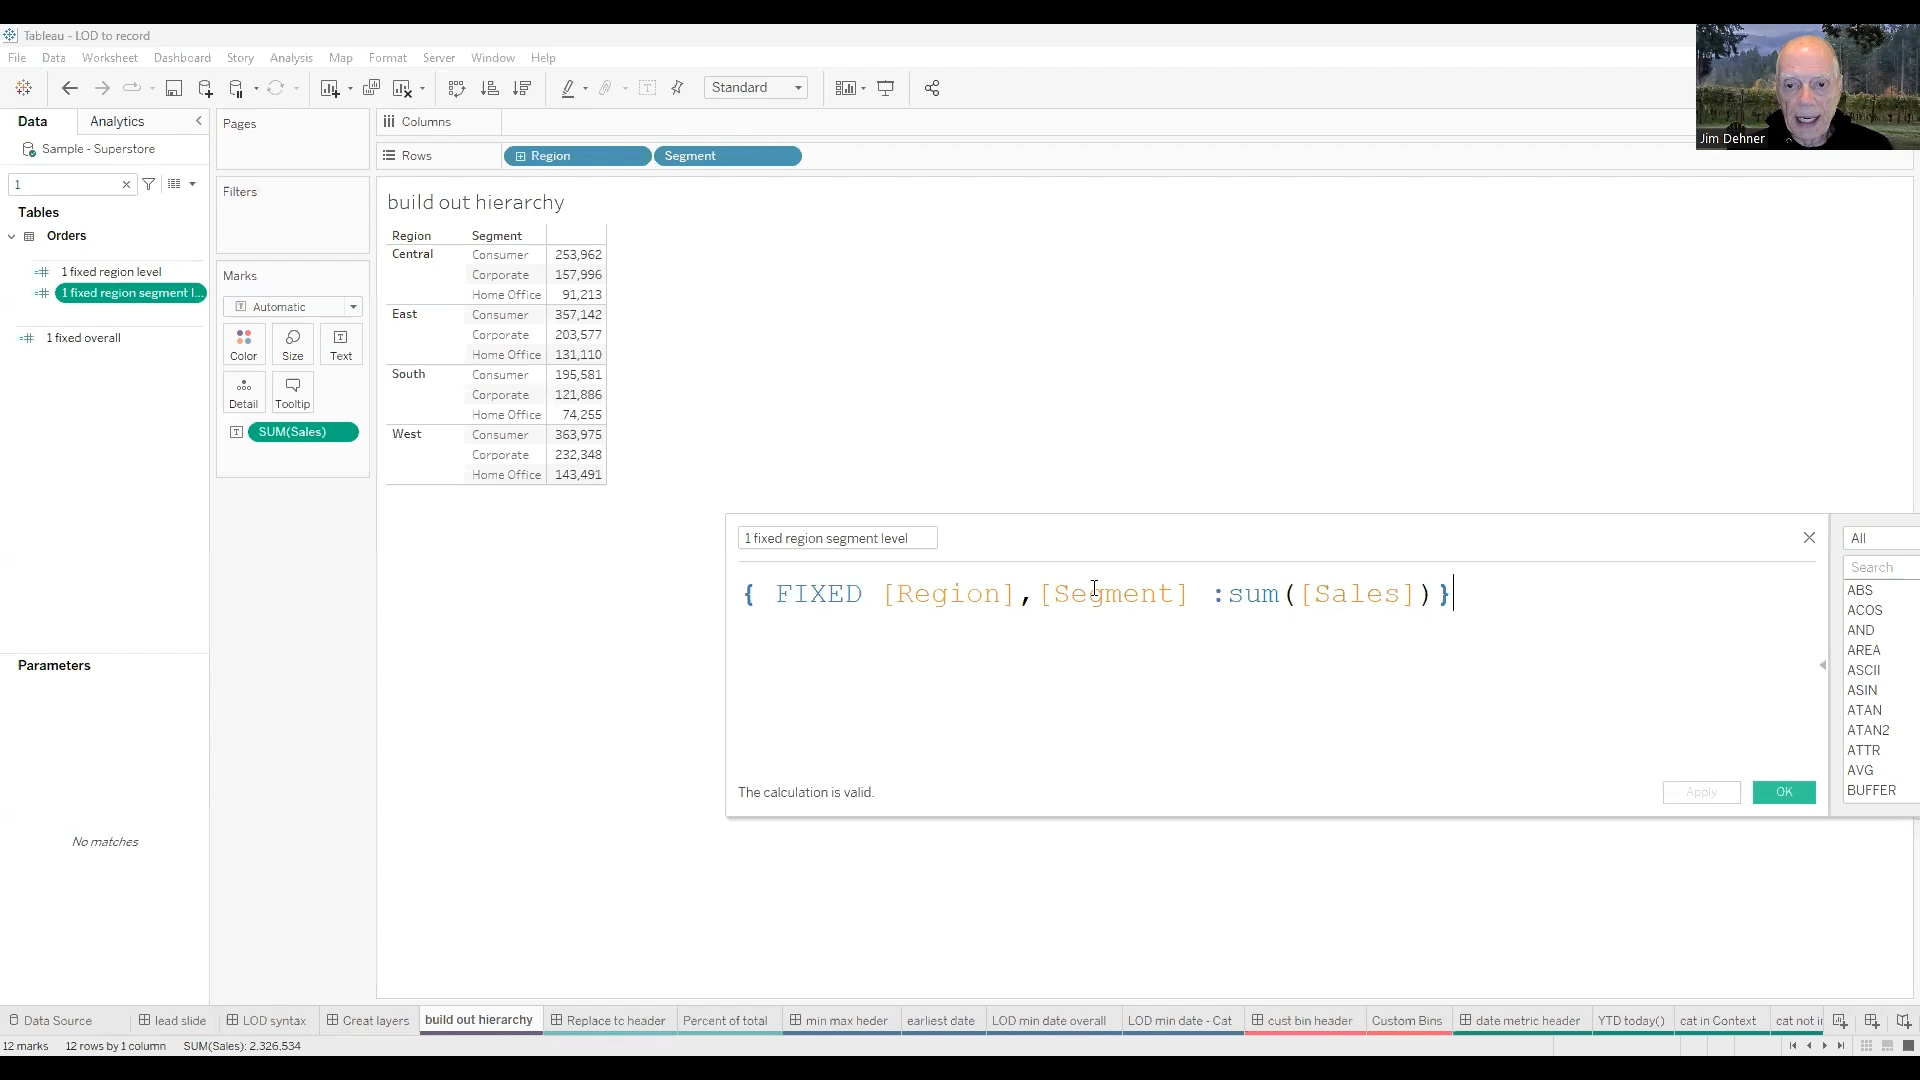 Tableau - LOD to record
File Data Worksheet Dashboard Story Analysis Map Format Server Window Help
Standard
Jim Dehner
Data Analytics
Sample - Superstore
1
Tables
Orders
1 fixed region level
1 fixed region segment l...
1 fixed overall
Parameters
No matches
Pages
Filters
Marks
Automatic
Color Size Text
Detail Tooltip
SUM(Sales)
Columns
Rows Region Segment
build out hierarchy
Region Segment
Central Consumer 253,962
Corporate 157,996
Home Office 91,213
East Consumer 357,142
Corporate 203,577
Home Office 131,110
South Consumer 195,581
Corporate 121,886
Home Office 74,255
West Consumer 363,975
Corporate 232,348
Home Office 143,491
1 fixed region segment level
{ FIXED [Region],[Segment] :sum([Sales])}
The calculation is valid.
Apply OK
All
Search
ABS
ACOS
AND
AREA
ASCII
ASIN
ATAN
ATAN2
ATTR
AVG
BUFFER
Data Source lead slide LOD syntax Creat layers build out hierarchy Replace tc header Percent of total min max heder earliest date LOD min date overall LOD min date - Cat cust bin header Custom Bins date metric header YTD today() cat in Context cat not i
12 marks 12 rows by 1 column SUM(Sales): 2,326,534